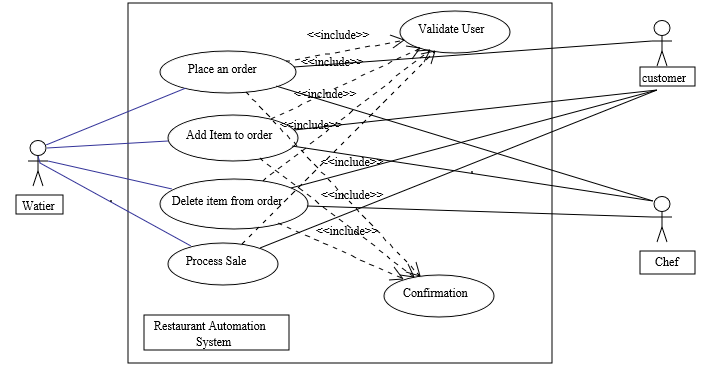 Validate User
<<include>>
Place an order
<<include>>
customer
<<include>>
<<include>>
Add Item to order
<<include>>
Delete item from order
<<include>>
Watier
<<include>>
Process Sale
Chef
Confirmation
Restaurant Automation
System